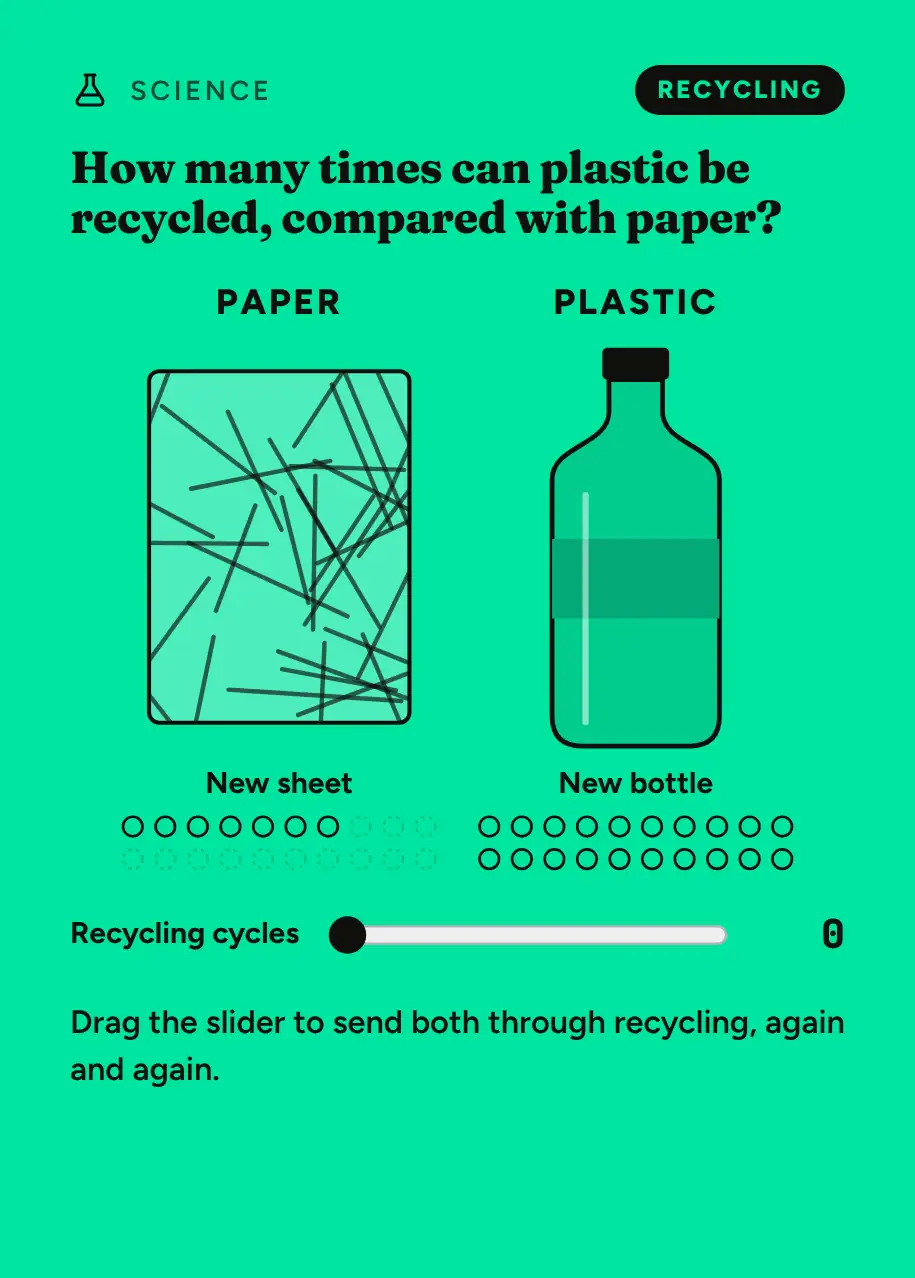 SCIENCE
RECYCLING
How many times can plastic be
recycled, compared with paper?
PAPER
PLASTIC
New sheet
New bottle
Recycling cycles
0
Drag the slider to send both through recycling, again
and again.